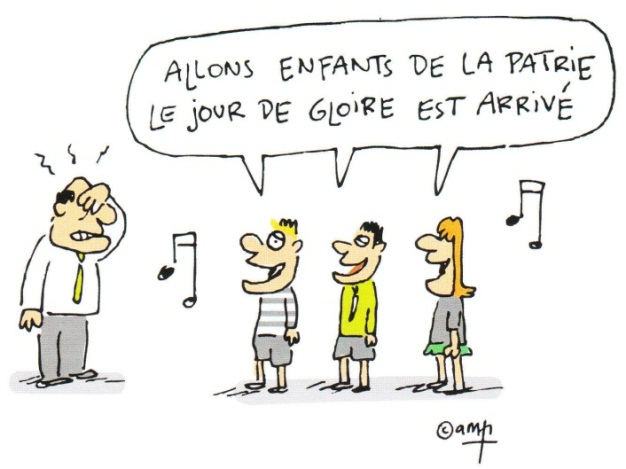 ALLONS ENFANTS DE LA PATRIE
LE JOUR DE GLOIRE EST ARRIVÉ
©amp